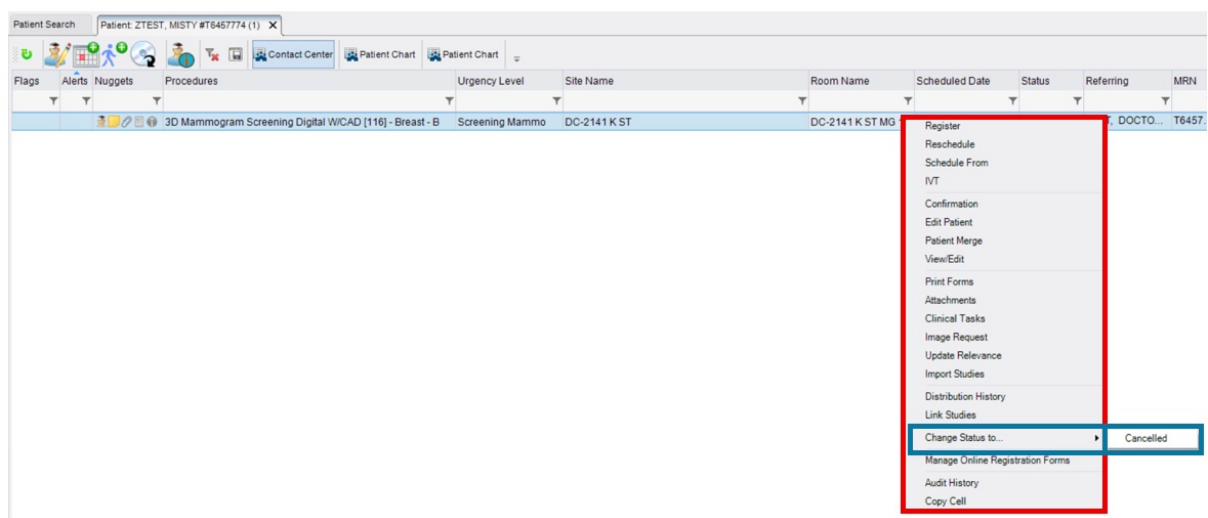 Patient Search Patient: ZTEST, MISTY #T6457774 (1) X
Contact Center Patient Chart Patient Chart
Flags Alerts Nuggets Procedures Urgency Level Site Name Room Name Scheduled Date Status Referring MRN
3D Mammogram Screening Digital W/CAD [116] - Breast - B Screening Mammo DC-2141 K ST DC-2141 K ST MG DOCTO... T6457.
Register
Reschedule
Schedule From
IVT
Confirmation
Edit Patient
Patient Merge
View/Edit
Print Forms
Attachments
Clinical Tasks
Image Request
Update Relevance
Import Studies
Distribution History
Link Studies
Change Status to... Cancelled
Manage Online Registration Forms
Audit History
Copy Cell